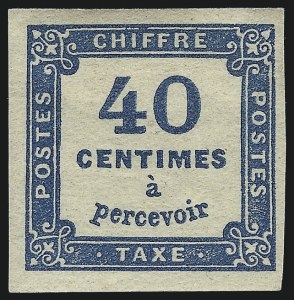 CHIFFRE
POSTES
40
CENTIMES
à
percevoir
POSTES
· TAXE ·